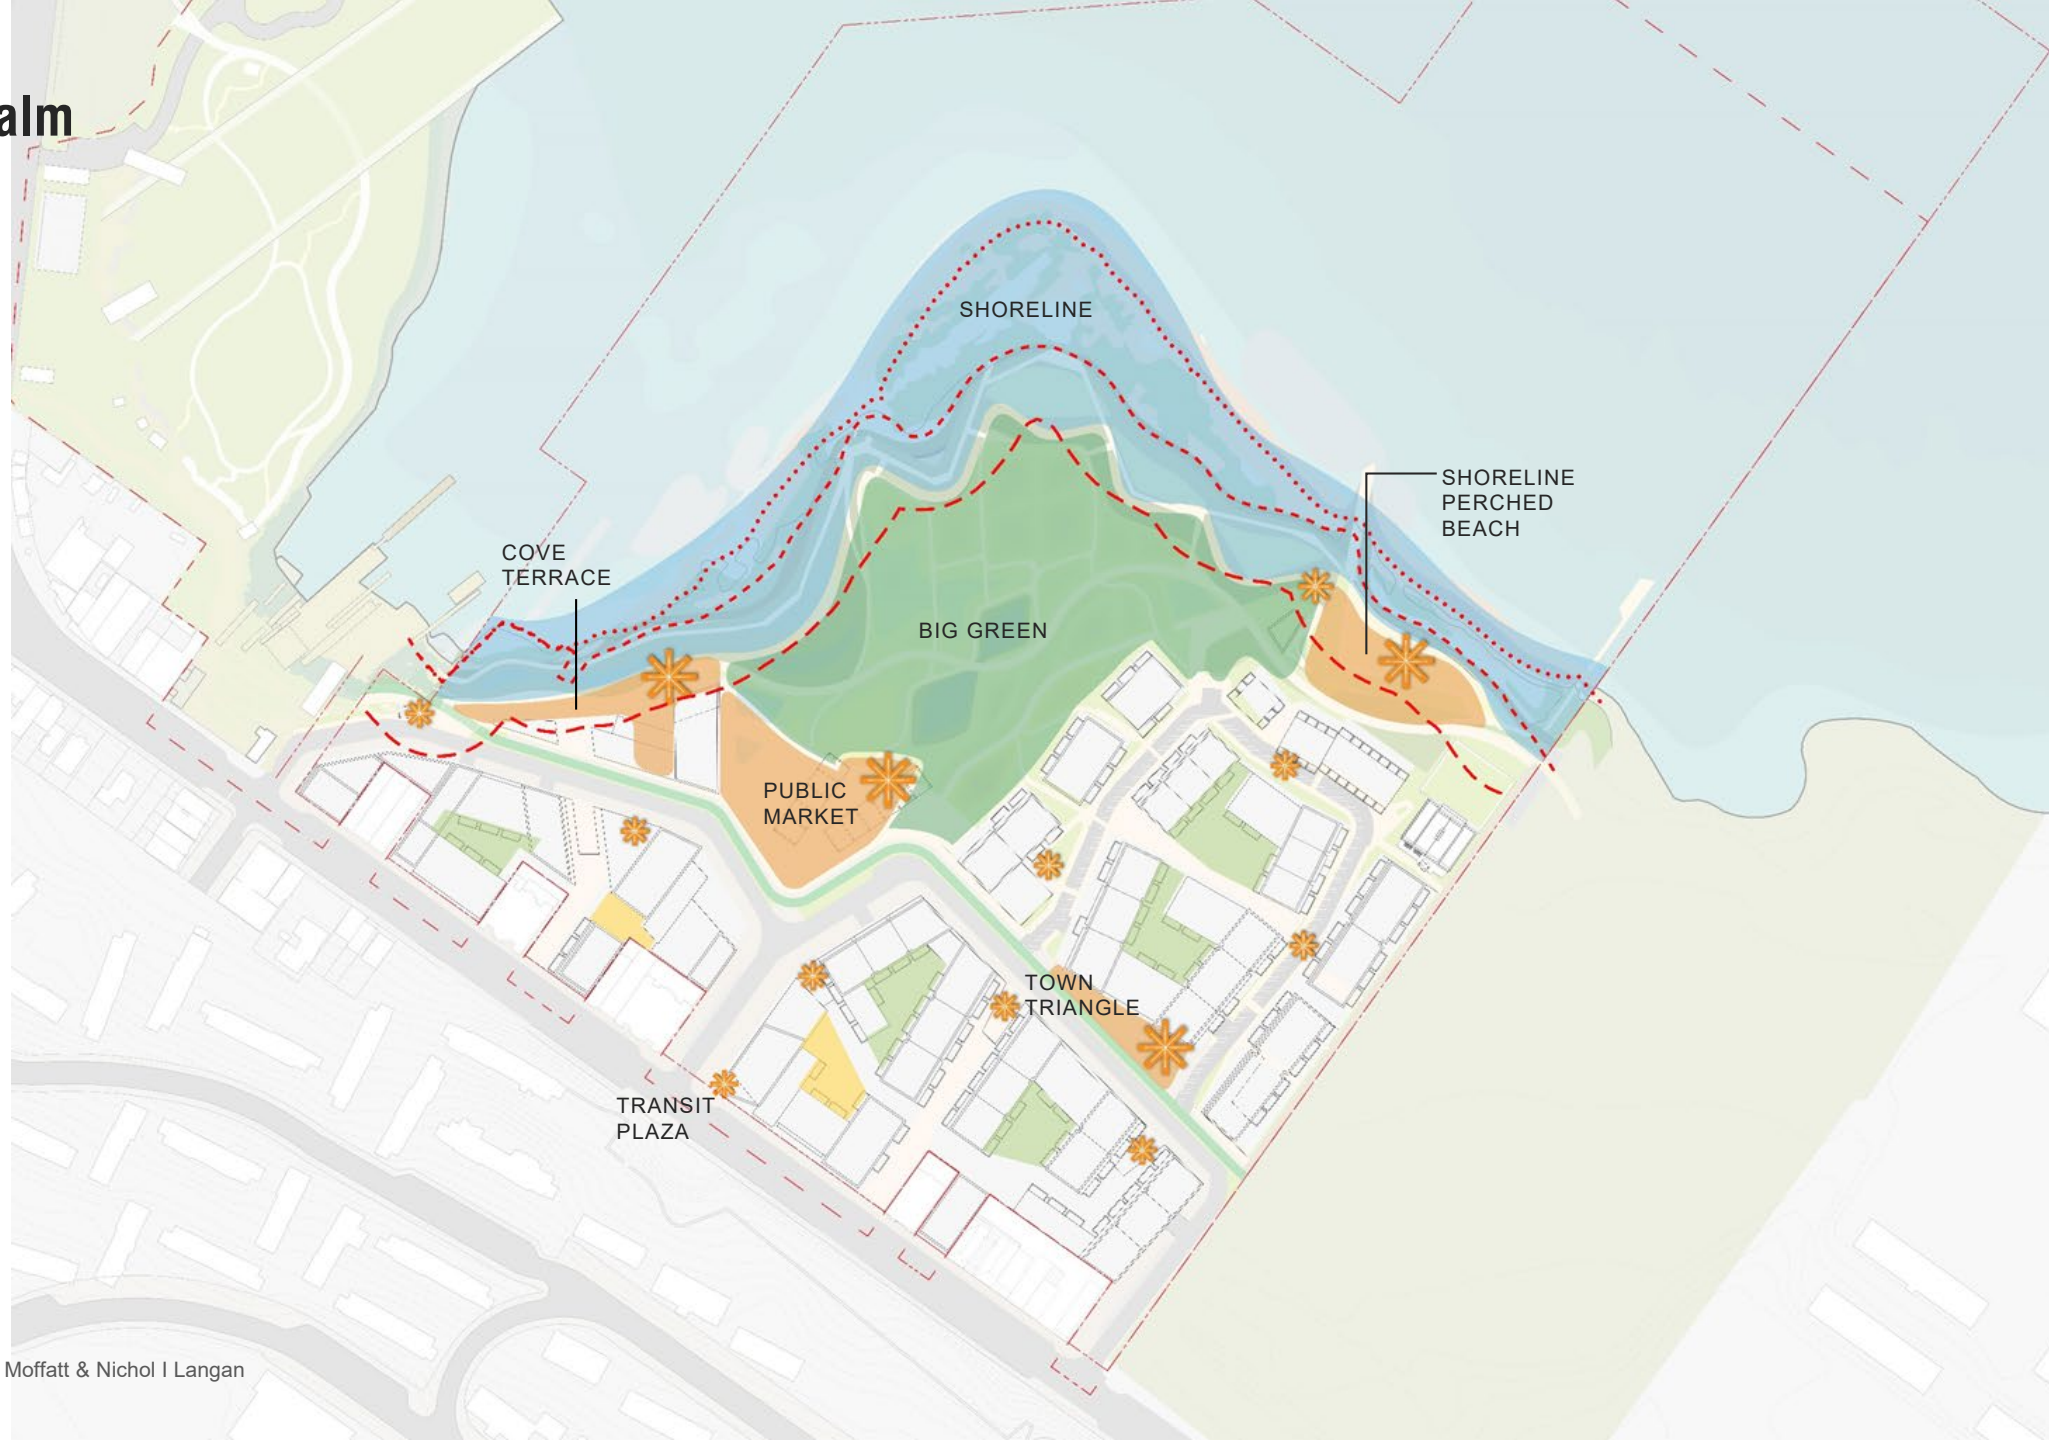 alm
SHORELINE
SHORELINE
PERCHED
BEACH
COVE
TERRACE
BIG GREEN
PUBLIC
MARKET
TOWN
TRIANGLE
TRANSIT
PLAZA
Moffatt & Nichol I Langan